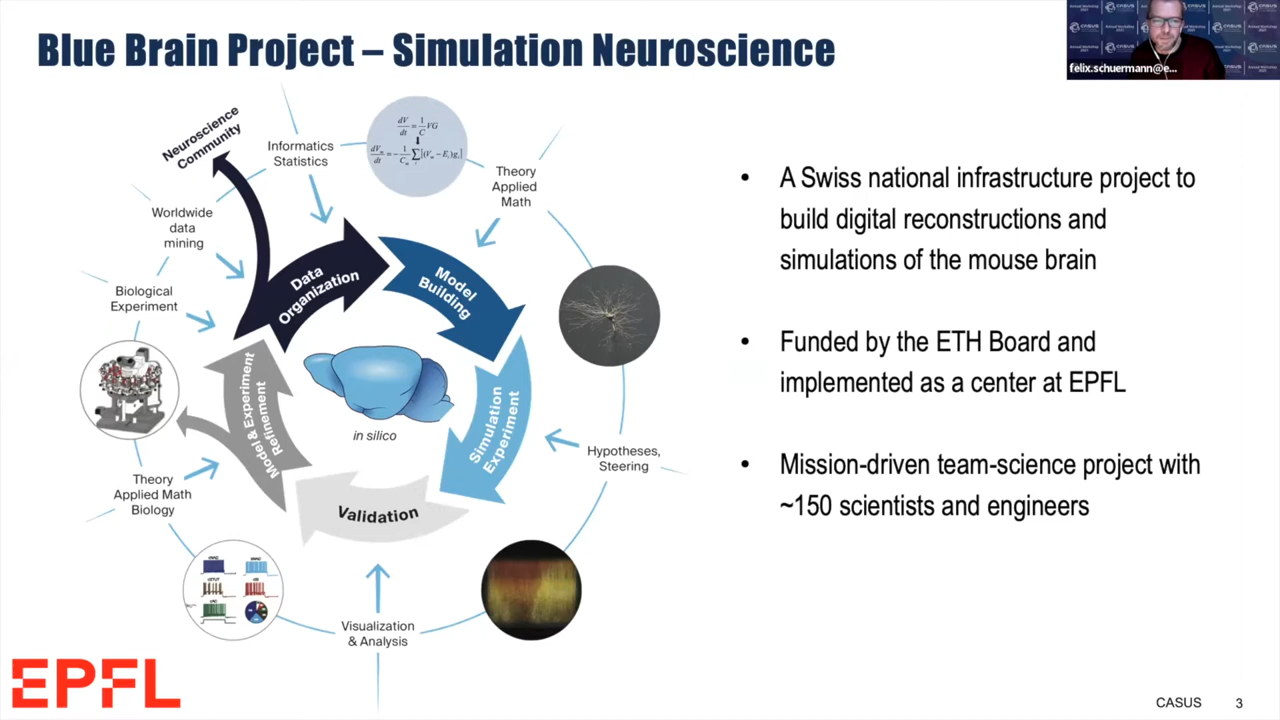 Blue Brain Project – Simulation Neuroscience
felix.schuermann@e...
Neuroscience
Community
Informatics
Statistics
Theory
Applied
Math
Worldwide
data
mining
Biological
Experiment
Data
Organization
Model
Building
Simulation
Experiment
Validation
Model & Experiment
Refinement
in silico
Hypotheses,
Steering
Theory
Applied Math
Biology
Visualization
& Analysis
• A Swiss national infrastructure project to
build digital reconstructions and
simulations of the mouse brain
• Funded by the ETH Board and
implemented as a center at EPFL
• Mission-driven team-science project with
~150 scientists and engineers
EPFL
CASUS
3